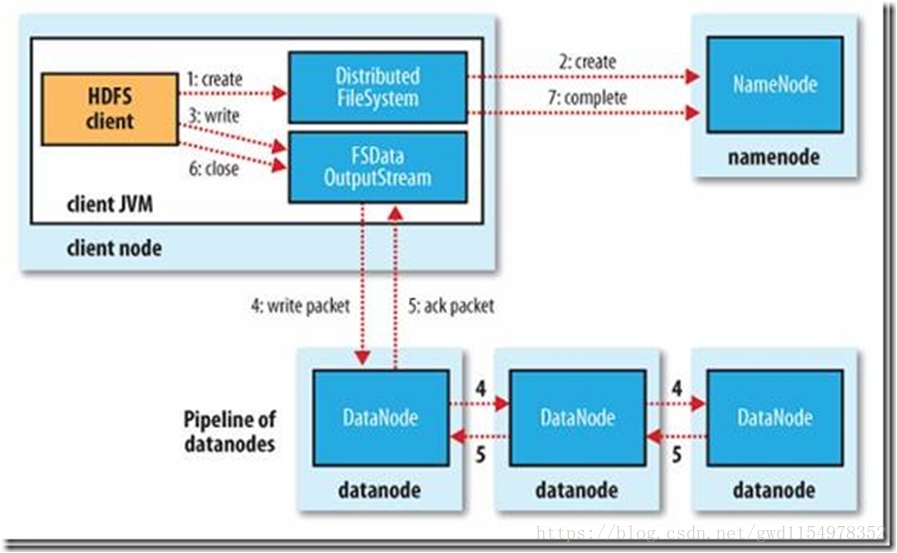 HDFS
client
1: create
3: write
6: close
Distributed
FileSystem
FSData
OutputStream
client JVM
client node
2: create
7: complete
NameNode
namenode
4: write packet
5: ack packet
Pipeline of
datanodes
DataNode
datanode
4
5
DataNode
datanode
4
5
DataNode
datanode
https://blog.csdn.net/gwd1154978352